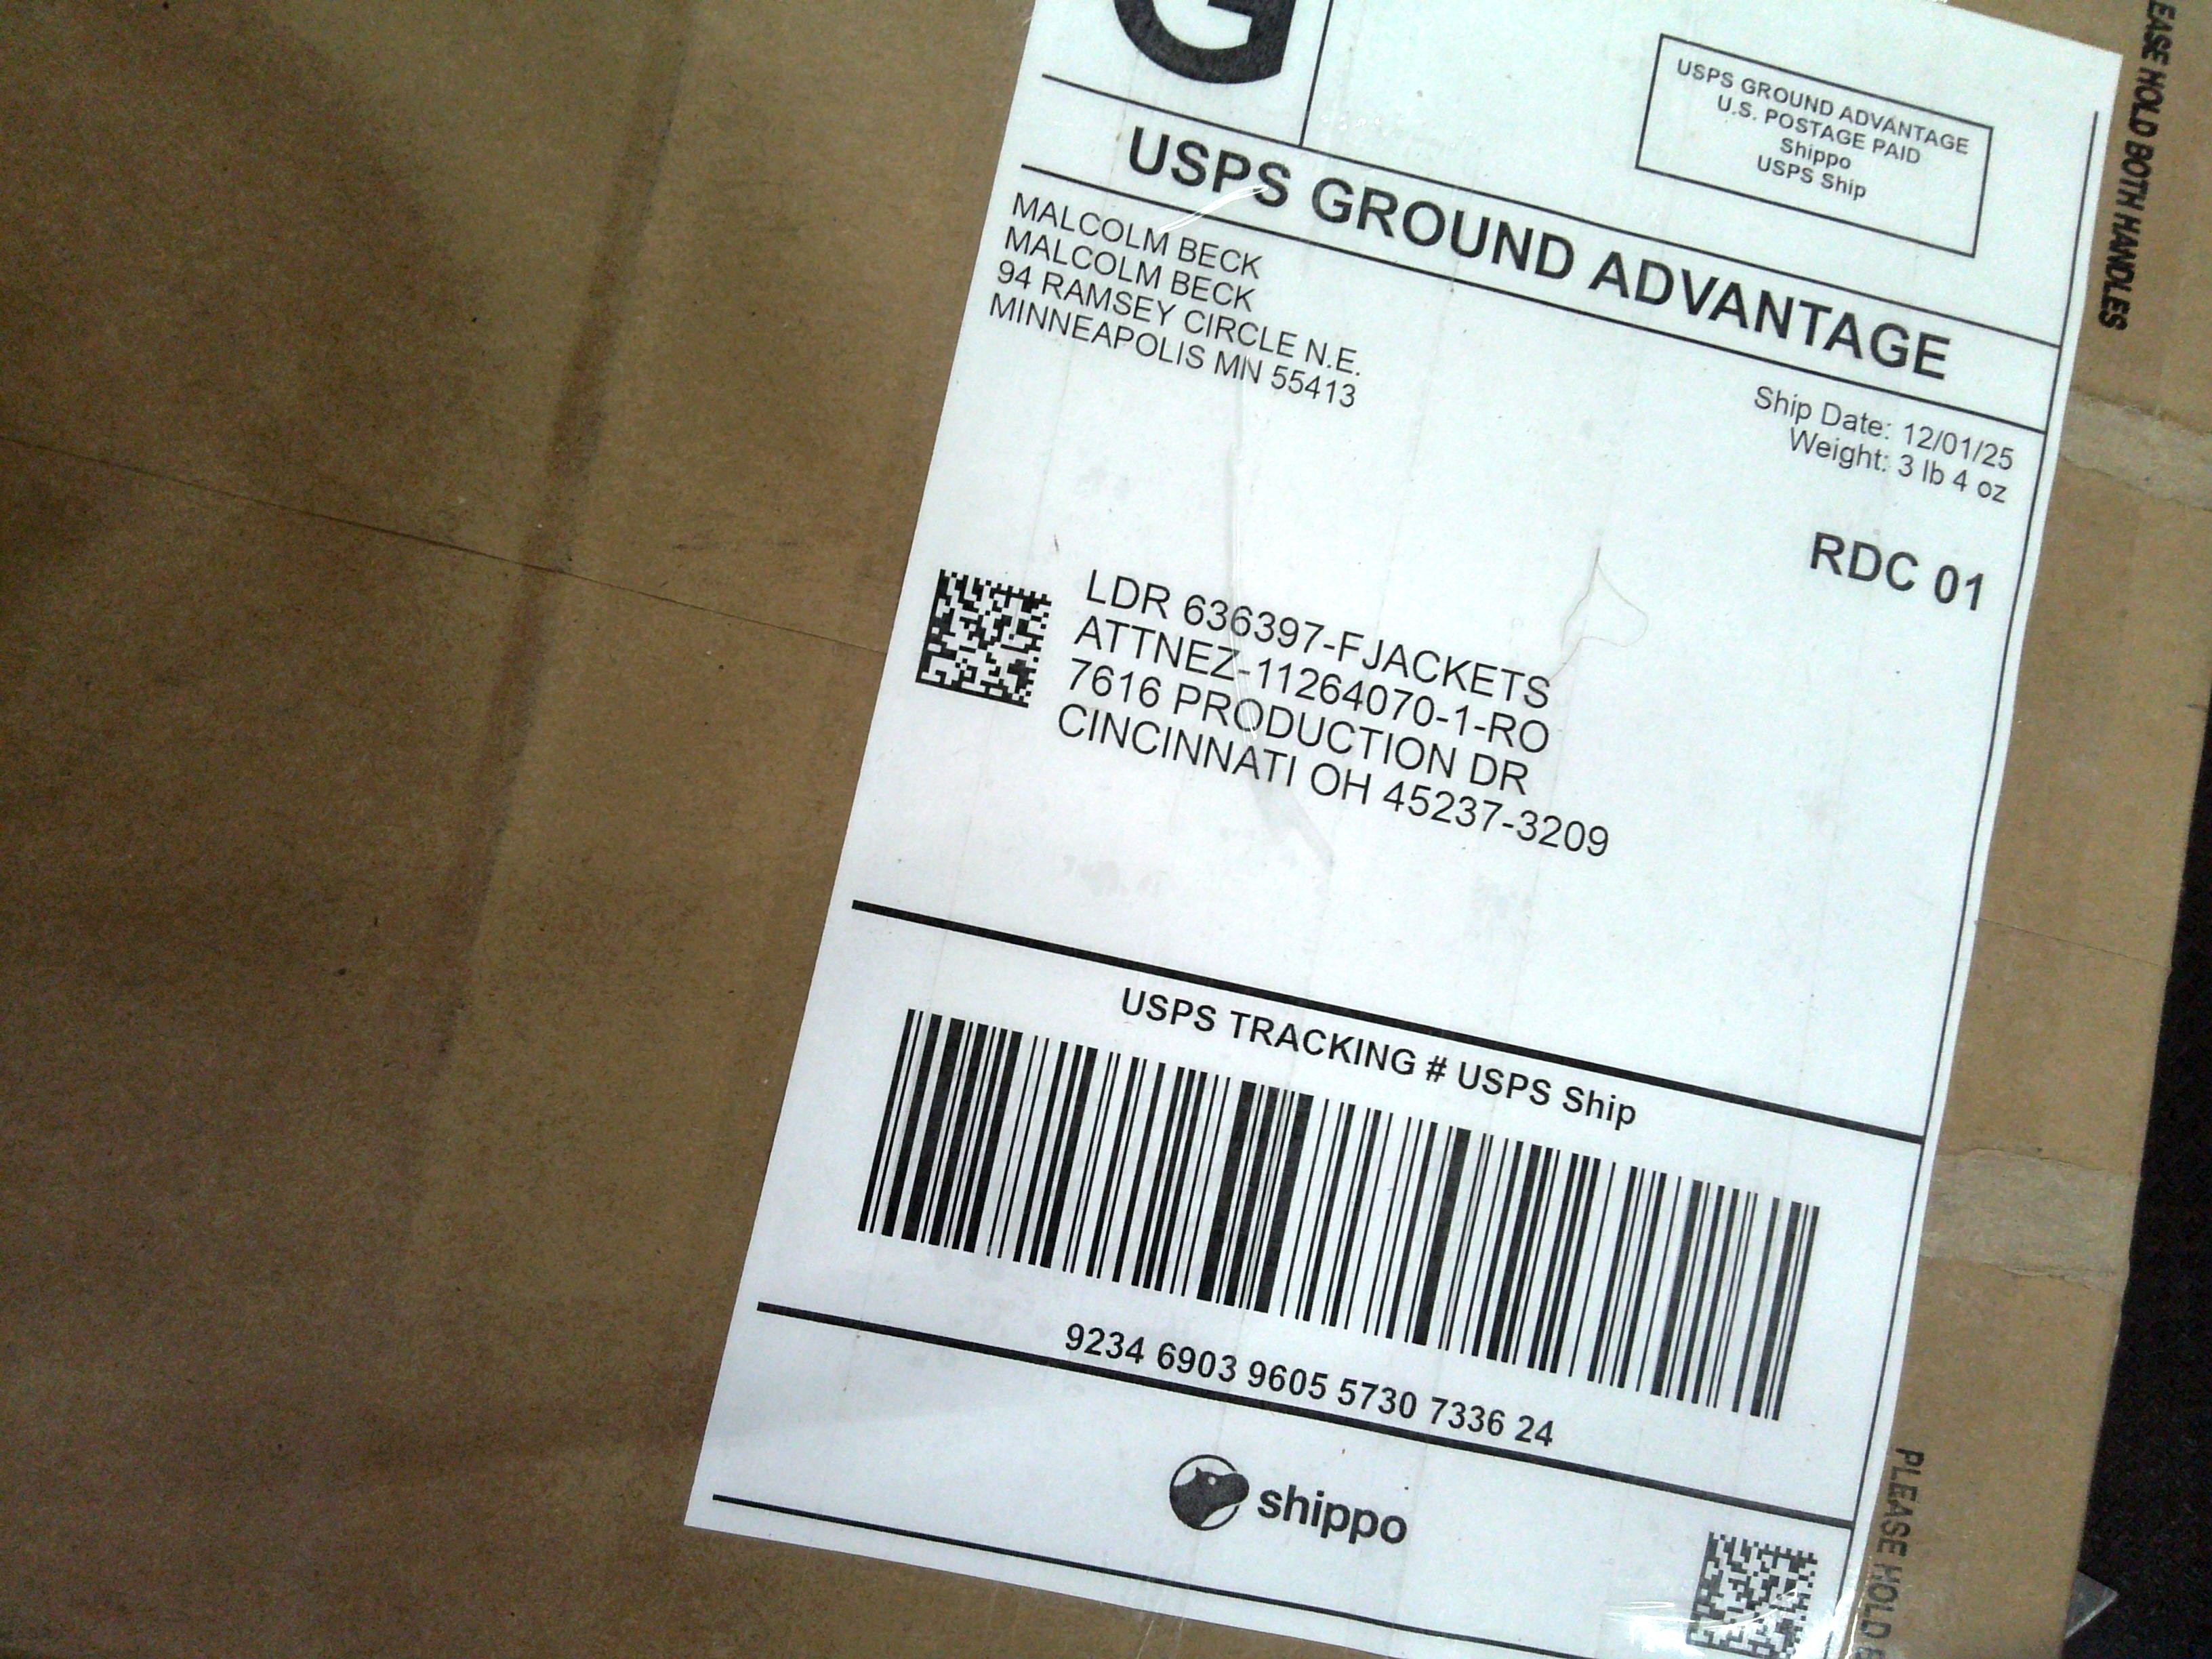 G
USPS GROUND ADVANTAGE
U.S. POSTAGE PAID
Shippo
USPS Ship
USPS GROUND ADVANTAGE
MALCOLM BECK
MALCOLM BECK
94 RAMSEY CIRCLE N.E.
MINNEAPOLIS MN 55413
Ship Date: 12/01/25
Weight: 3 lb 4 oz
RDC 01
LDR 636397-FJACKETS
ATTNEZ-11264070-1-RO
7616 PRODUCTION DR
CINCINNATI OH 45237-3209
USPS TRACKING # USPS Ship
9234 6903 9605 5730 7336 24
shippo
EASE HOLD BOTH HANDLES
PLEASE HOLD B